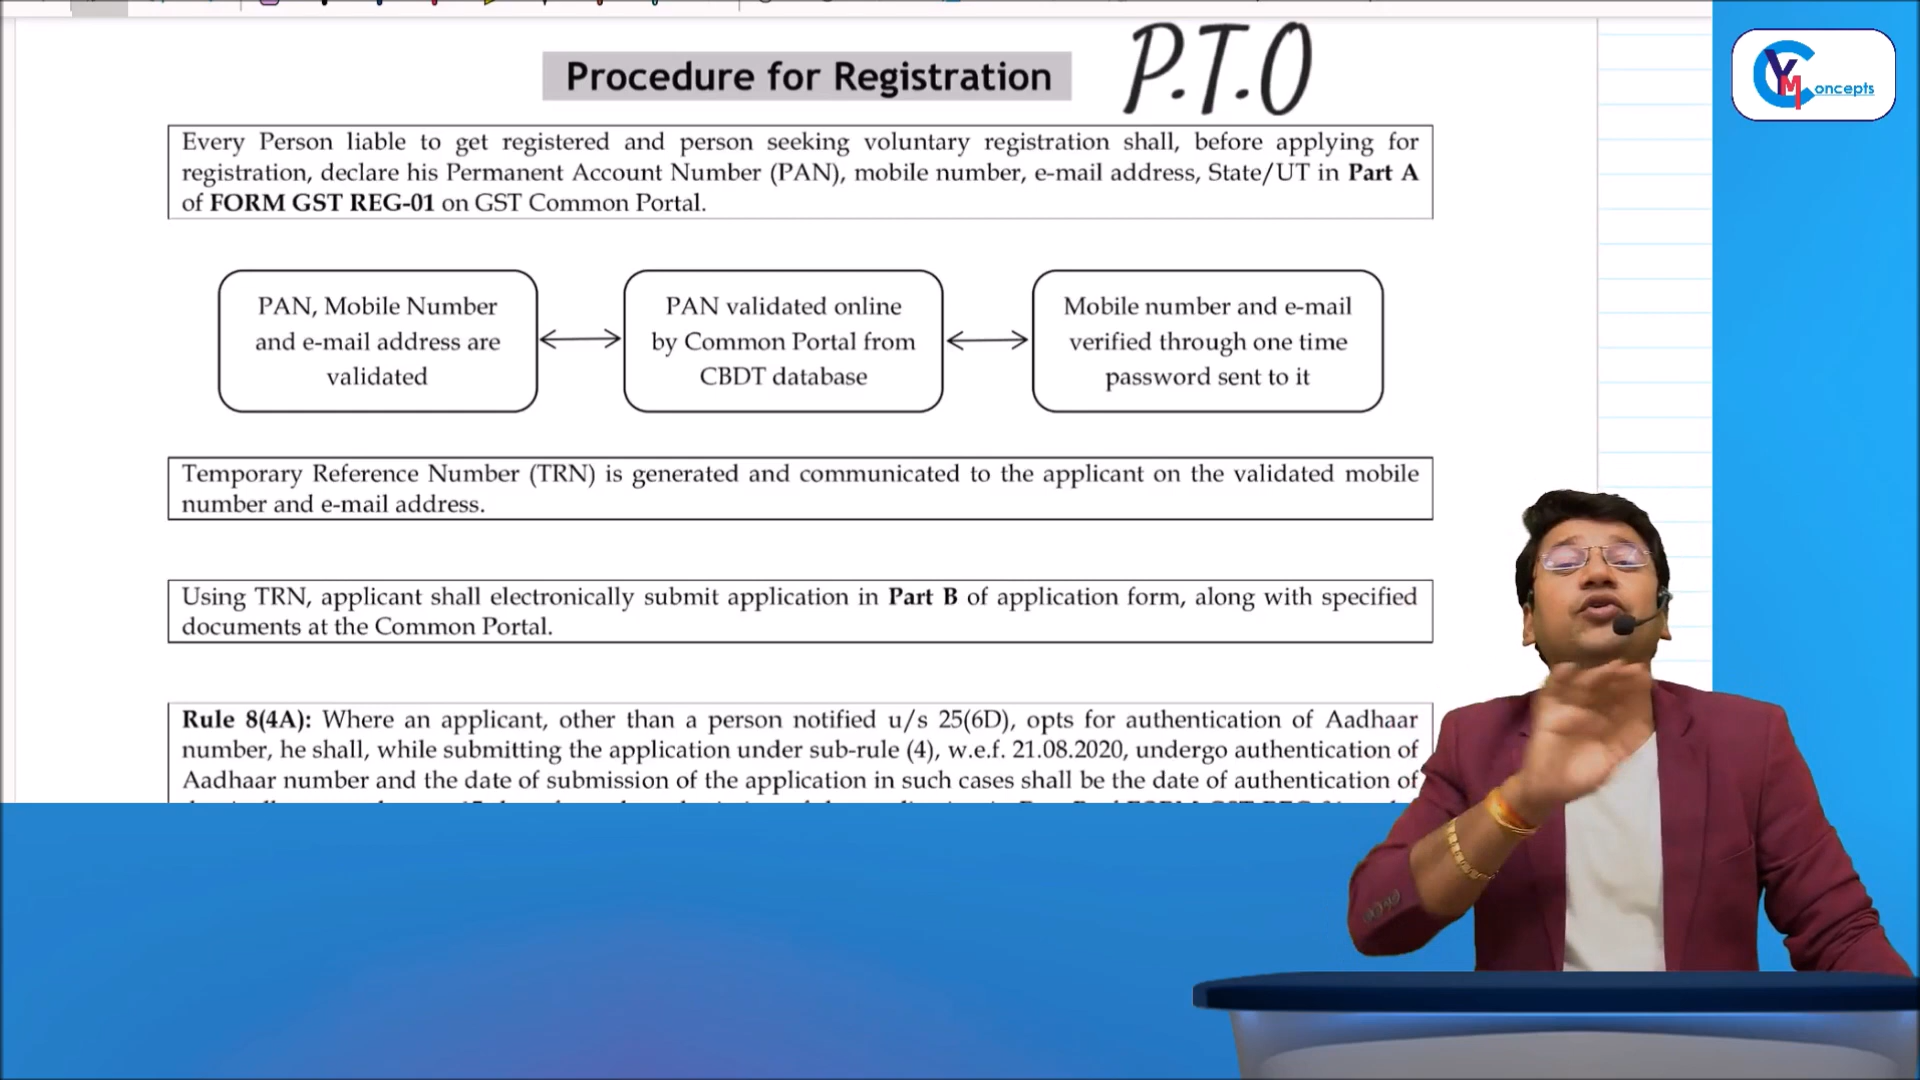 Procedure for Registration P.T.O
Every Person liable to get registered and person seeking voluntary registration shall, before applying for
registration, declare his Permanent Account Number (PAN), mobile number, e-mail address, State/UT in Part A
of FORM GST REG-01 on GST Common Portal.
PAN, Mobile Number
and e-mail address are
validated
PAN validated online
by Common Portal from
CBDT database
Mobile number and e-mail
verified through one time
password sent to it
Temporary Reference Number (TRN) is generated and communicated to the applicant on the validated mobile
number and e-mail address.
Using TRN, applicant shall electronically submit application in Part B of application form, along with specified
documents at the Common Portal.
Rule 8(4A): Where an applicant, other than a person notified u/s 25(6D), opts for authentication of Aadhaar
number, he shall, while submitting the application under sub-rule (4), w.e.f. 21.08.2020, undergo authentication of
Aadhaar number and the date of submission of the application in such cases shall be the date of authentication of
YM Concepts